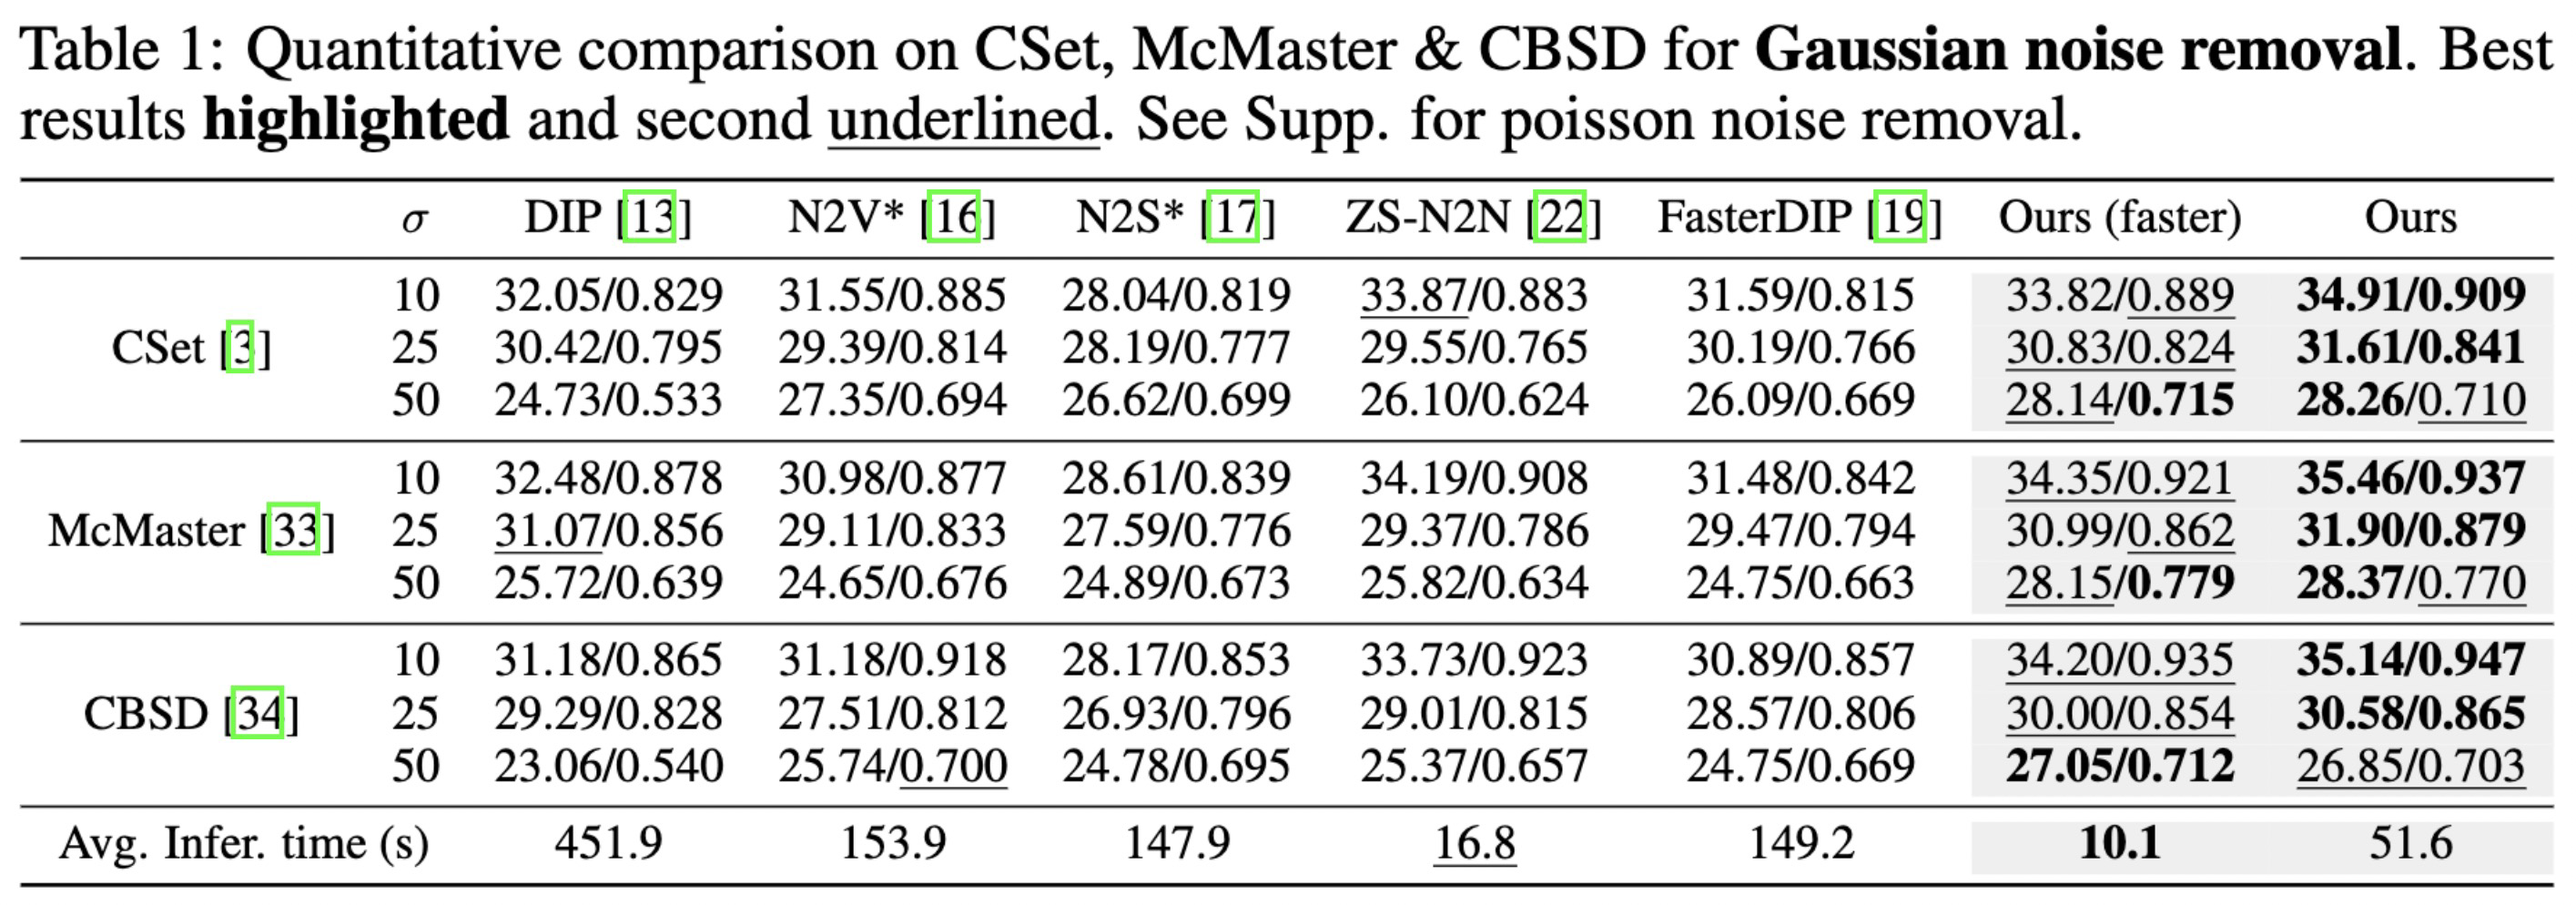 Table 1: Quantitative comparison on CSet, McMaster & CBSD for Gaussian noise removal. Best
results highlighted and second underlined. See Supp. for poisson noise removal.
σ DIP [13] N2V* [16] N2S* [17] ZS-N2N [22] FasterDIP [19] Ours (faster) Ours
10 32.05/0.829 31.55/0.885 28.04/0.819 33.87/0.883 31.59/0.815 33.82/0.889 34.91/0.909
CSet [3] 25 30.42/0.795 29.39/0.814 28.19/0.777 29.55/0.765 30.19/0.766 30.83/0.824 31.61/0.841
50 24.73/0.533 27.35/0.694 26.62/0.699 26.10/0.624 26.09/0.669 28.14/0.715 28.26/0.710
10 32.48/0.878 30.98/0.877 28.61/0.839 34.19/0.908 31.48/0.842 34.35/0.921 35.46/0.937
McMaster [33] 25 31.07/0.856 29.11/0.833 27.59/0.776 29.37/0.786 29.47/0.794 30.99/0.862 31.90/0.879
50 25.72/0.639 24.65/0.676 24.89/0.673 25.82/0.634 24.75/0.663 28.15/0.779 28.37/0.770
10 31.18/0.865 31.18/0.918 28.17/0.853 33.73/0.923 30.89/0.857 34.20/0.935 35.14/0.947
CBSD [34] 25 29.29/0.828 27.51/0.812 26.93/0.796 29.01/0.815 28.57/0.806 30.00/0.854 30.58/0.865
50 23.06/0.540 25.74/0.700 24.78/0.695 25.37/0.657 24.75/0.669 27.05/0.712 26.85/0.703
Avg. Infer. time (s) 451.9 153.9 147.9 16.8 149.2 10.1 51.6